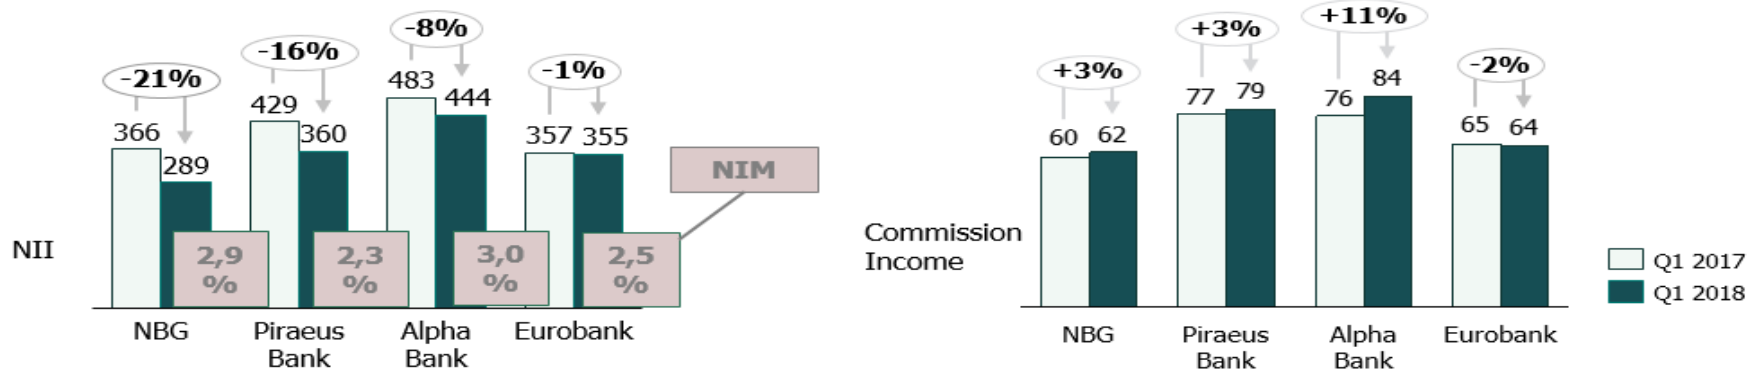 -21%
-16%
-8%
-1%
366
289
429
360
483
444
357 355
NIM
NII
2,9
%
2,3
%
3,0
%
2,5
%
NBG
Piraeus
Bank
Alpha
Bank
Eurobank
+3%
+3%
+11%
-2%
60
62
77
79
76
84
65
64
Commission
Income
NBG
Piraeus
Bank
Alpha
Bank
Eurobank
Q1 2017
Q1 2018